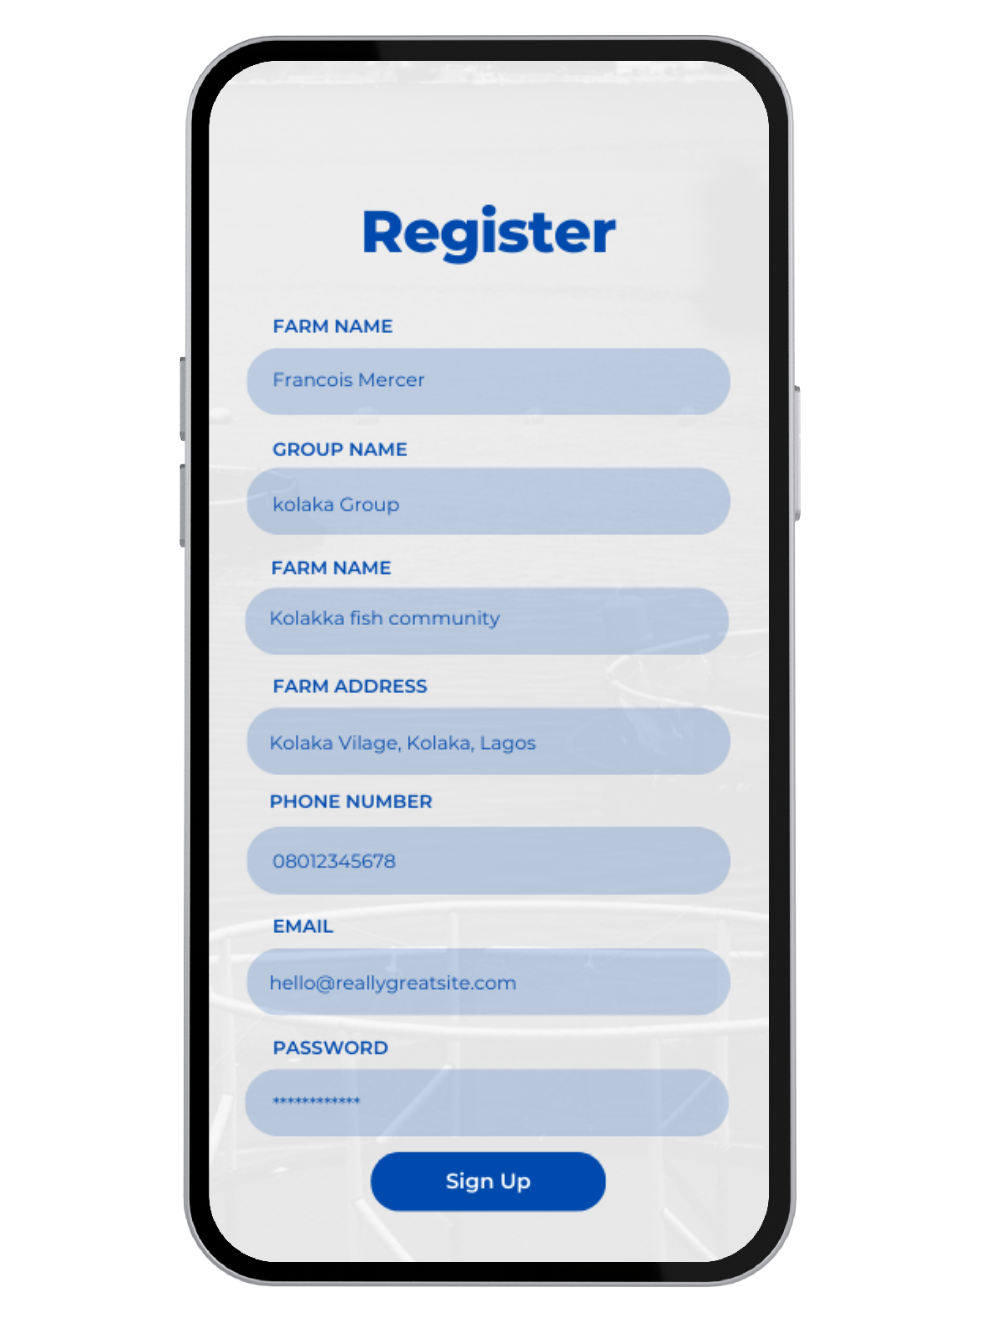 Register
FARM NAME
Francois Mercer
GROUP NAME
kolaka Group
FARM NAME
Kolakka fish community
FARM ADDRESS
Kolaka Vilage, Kolaka, Lagos
PHONE NUMBER
08012345678
EMAIL
hello@reallygreatsite.com
PASSWORD
************
Sign Up